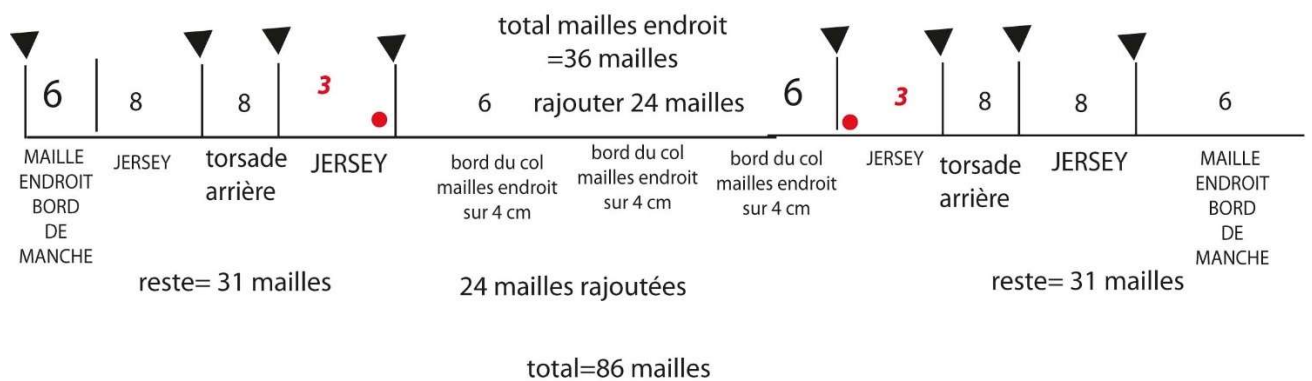 total mailles endroit
=36 mailles
6 8 8 3 6 rajouter 24 mailles 6 3 8 8 6
MAILLE
ENDROIT
BORD
DE
MANCHE
JERSEY
torsade
arrière
JERSEY
bord du col
mailles endroit
sur 4 cm
bord du col
mailles endroit
sur 4 cm
bord du col
mailles endroit
sur 4 cm
JERSEY
torsade
arrière
JERSEY
MAILLE
ENDROIT
BORD
DE
MANCHE
reste= 31 mailles
24 mailles rajoutées
reste= 31 mailles
total=86 mailles